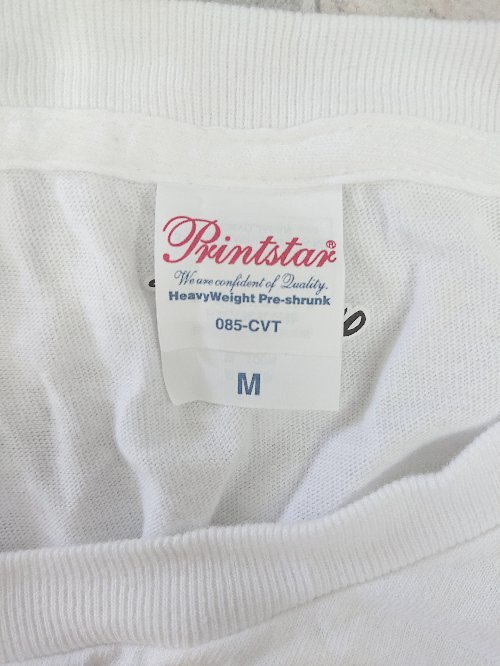 Printstar®
We are confident of Quality.
HeavyWeight Pre-shrunk
085-CVT
M